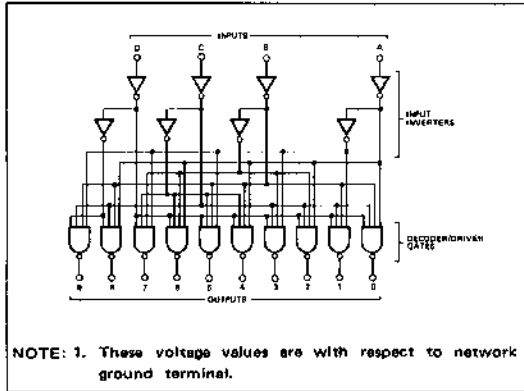 INPUTS
D C B A
INPUT
INVERTERS
DECODER/DRIVER
GATES
9 8 7 6 5 4 3 2 1 0
OUTPUTS
NOTE: 1. These voltage values are with respect to network
ground terminal.